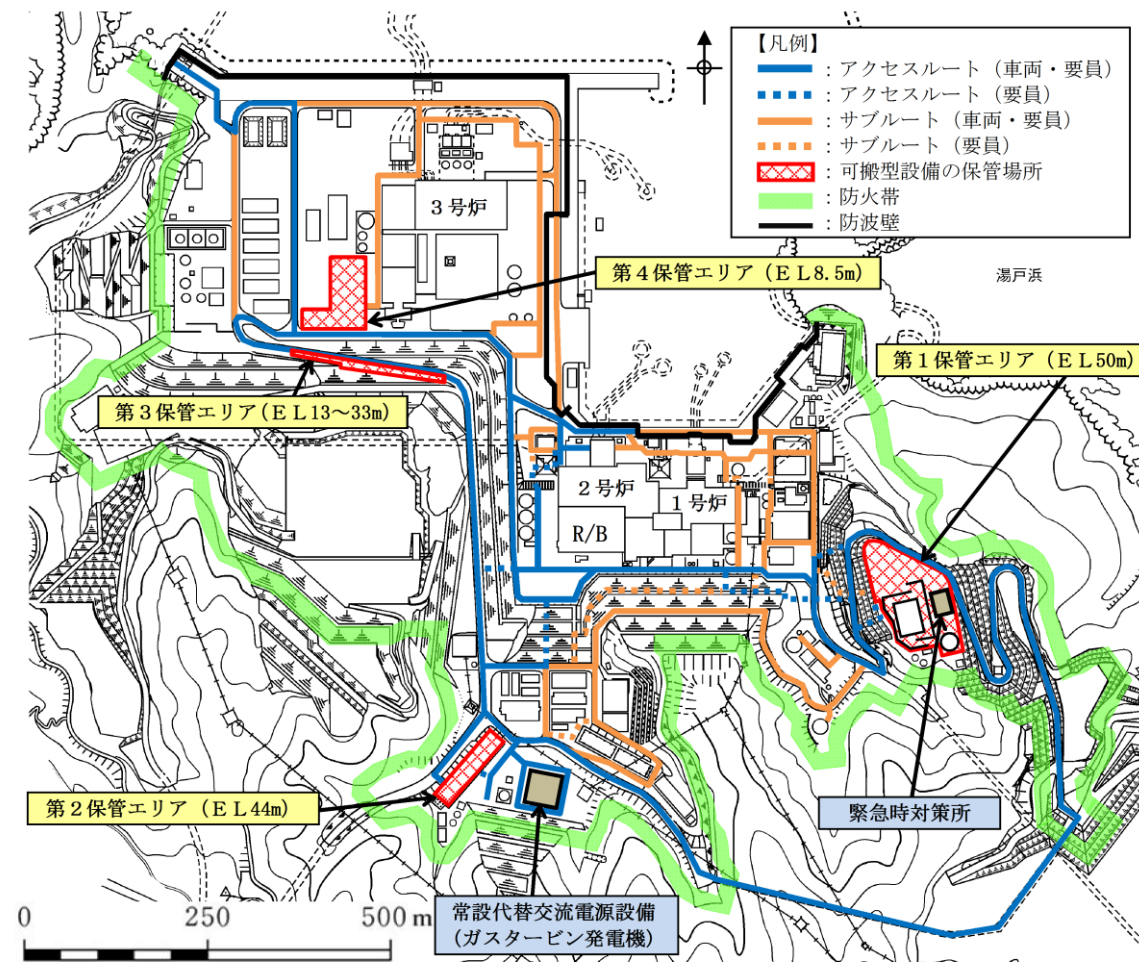 【凡例】
：アクセスルート（車両・要員）
：アクセスルート（要員）
：サブルート（車両・要員）
：サブルート（要員）
：可搬型設備の保管場所
：防火帯
：防波壁
3号炉
第４保管エリア（ＥＬ8.5m）
湯戸浜
第１保管エリア（ＥＬ50m）
第３保管エリア(ＥＬ13～33m)
2号炉
1号炉
R/B
第２保管エリア（ＥＬ44m）
緊急時対策所
常設代替交流電源設備
(ガスタービン発電機)
0 250 500 m